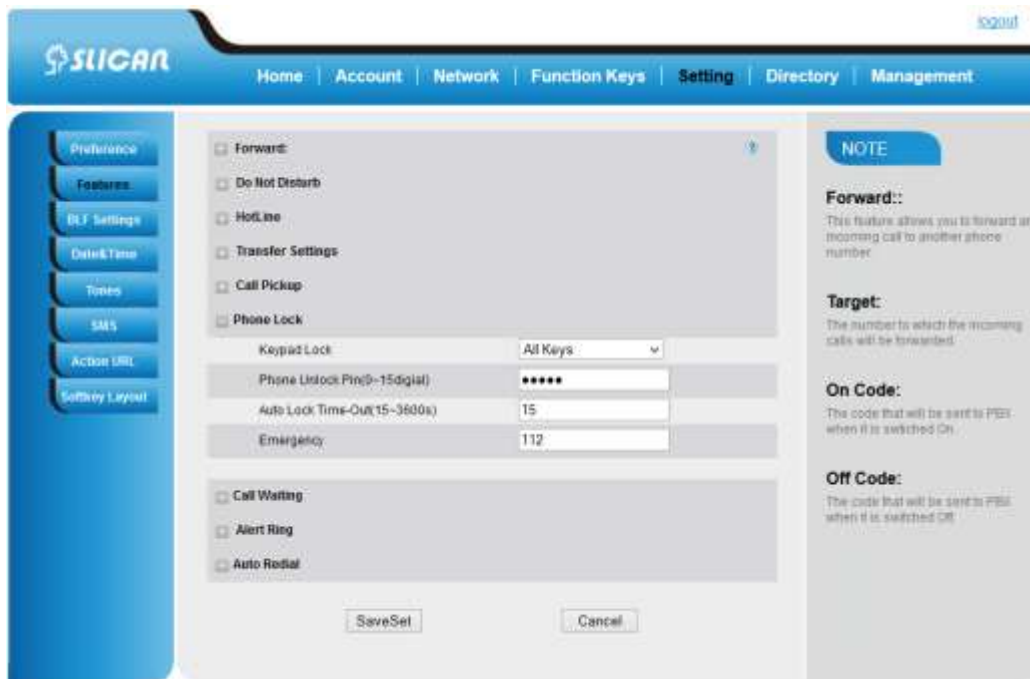 logout
SLICAN
Home | Account | Network | Function Keys | Setting | Directory | Management
Preference
Features
BLF Settings
Date&Time
Tones
SMS
Action URL
Softkey Layout
Forward:
Do Not Disturb
HotLine
Transfer Settings
Call Pickup
Phone Lock
Keypad Lock All Keys
Phone Unlock Pin(0~15digial) •••••
Auto Lock Time-Out(15~3600s) 15
Emergency 112
Call Waiting
Alert Ring
Auto Redial
SaveSet Cancel
NOTE
Forward::
This feature allows you to forward an
incoming call to another phone
number.
Target:
The number to which the incoming
calls will be forwarded.
On Code:
The code that will be sent to PBX
when it is switched On.
Off Code:
The code that will be sent to PBX
when it is switched Off.